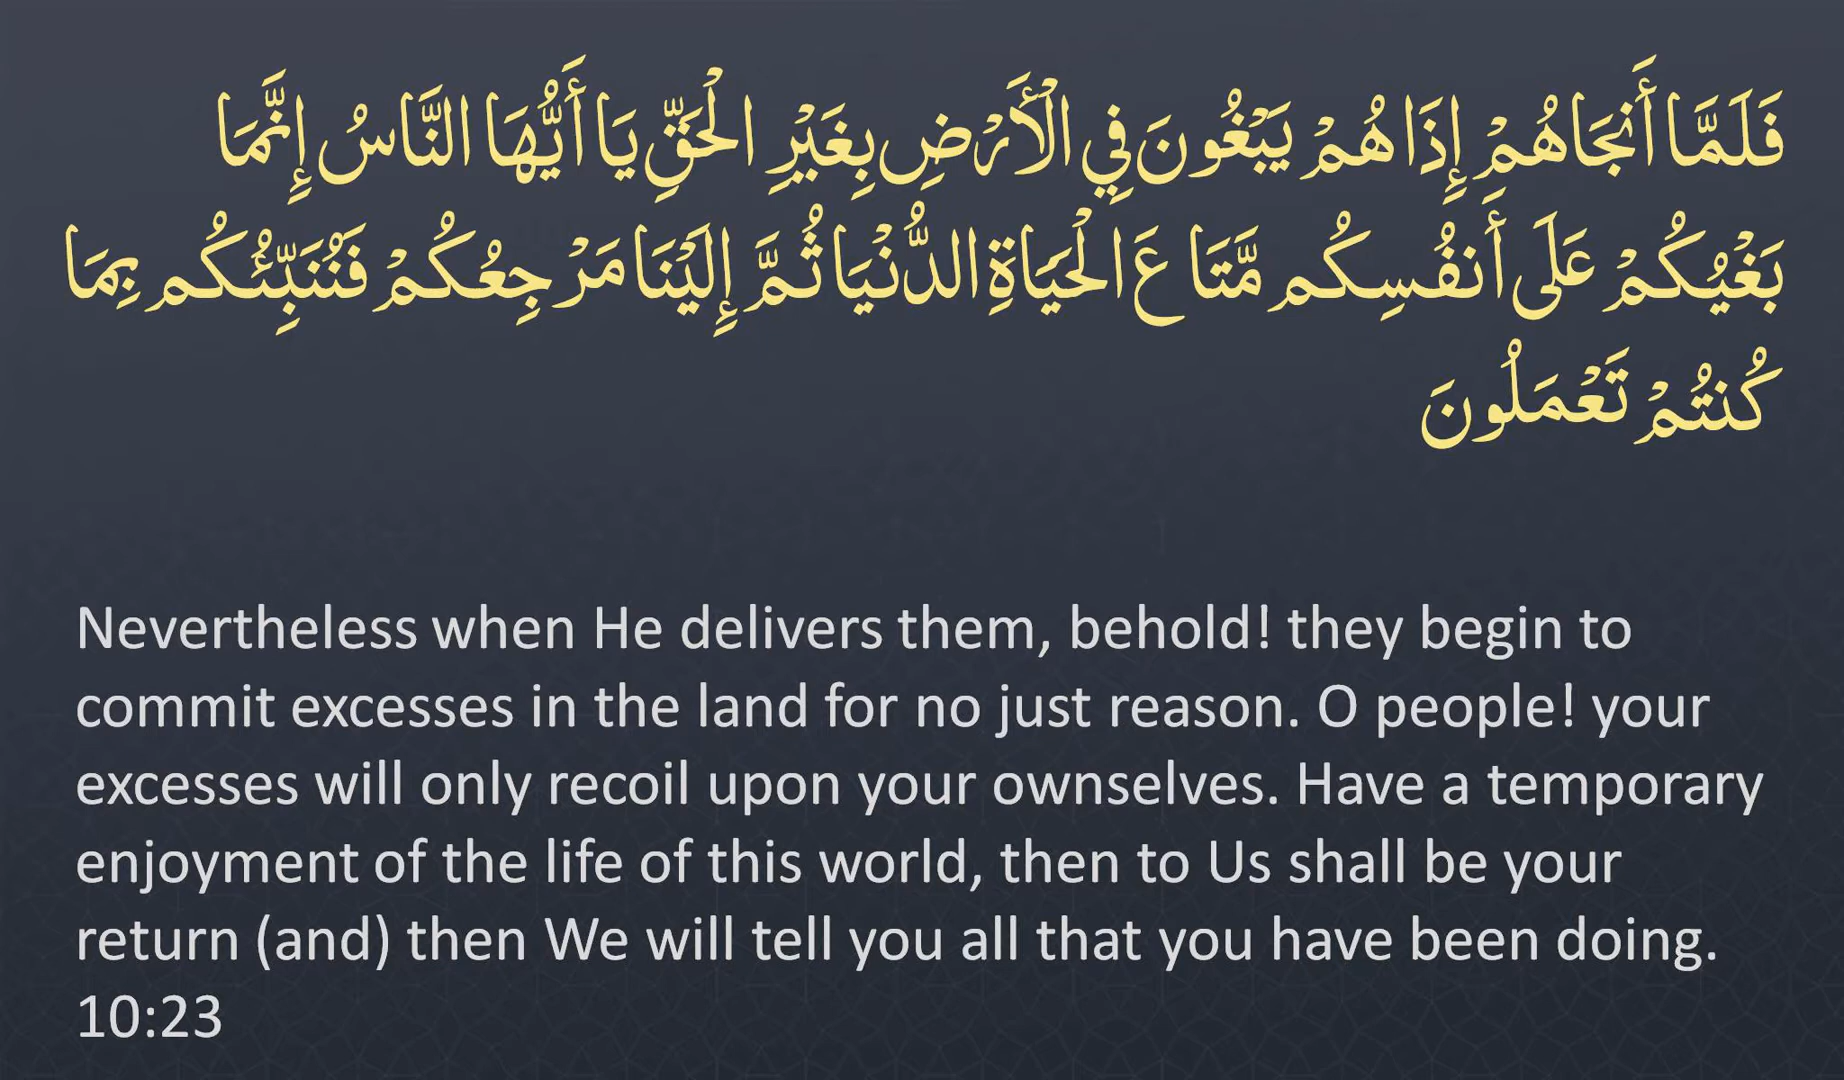 فَلَمَّا أَنجَاهُمْ إِذَا هُمْ يَبْغُونَ فِي الْأَرْضِ بِغَيْرِ الْحَقِّ يَا أَيُّهَا النَّاسُ إِنَّمَا
بَغْيُكُمْ عَلَى أَنفُسِكُم مَّتَاعَ الْحَيَاةِ الدُّنْيَا ثُمَّ إِلَيْنَا مَرْجِعُكُمْ فَنُنَبِّئُكُم بِمَا
كُنتُمْ تَعْمَلُونَ
Nevertheless when He delivers them, behold! they begin to
commit excesses in the land for no just reason. O people! your
excesses will only recoil upon your ownselves. Have a temporary
enjoyment of the life of this world, then to Us shall be your
return (and) then We will tell you all that you have been doing.
10:23